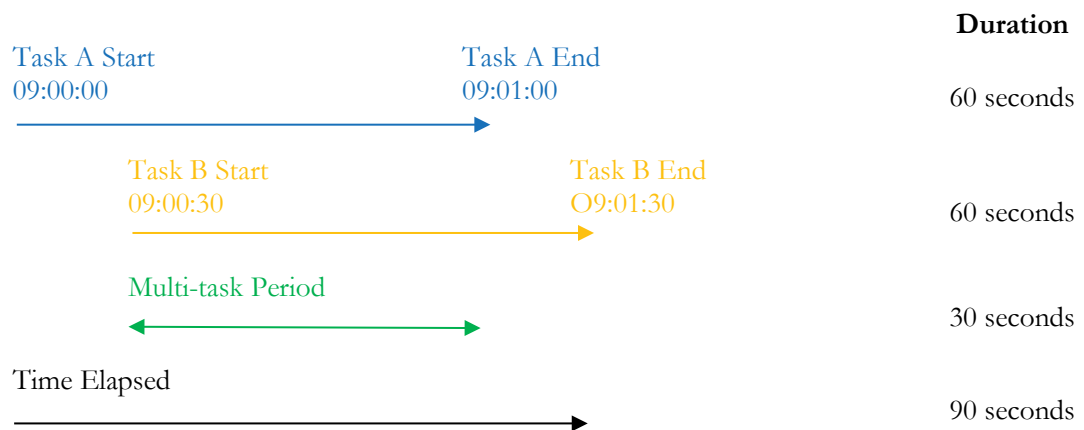 Duration
Task A Start
Task A End
09:00:00
09:01:00
60 seconds
Task B Start
Task B End
09:00:30
O9:01:30
60 seconds
Multi-task Period
30 seconds
Time Elapsed
90 seconds